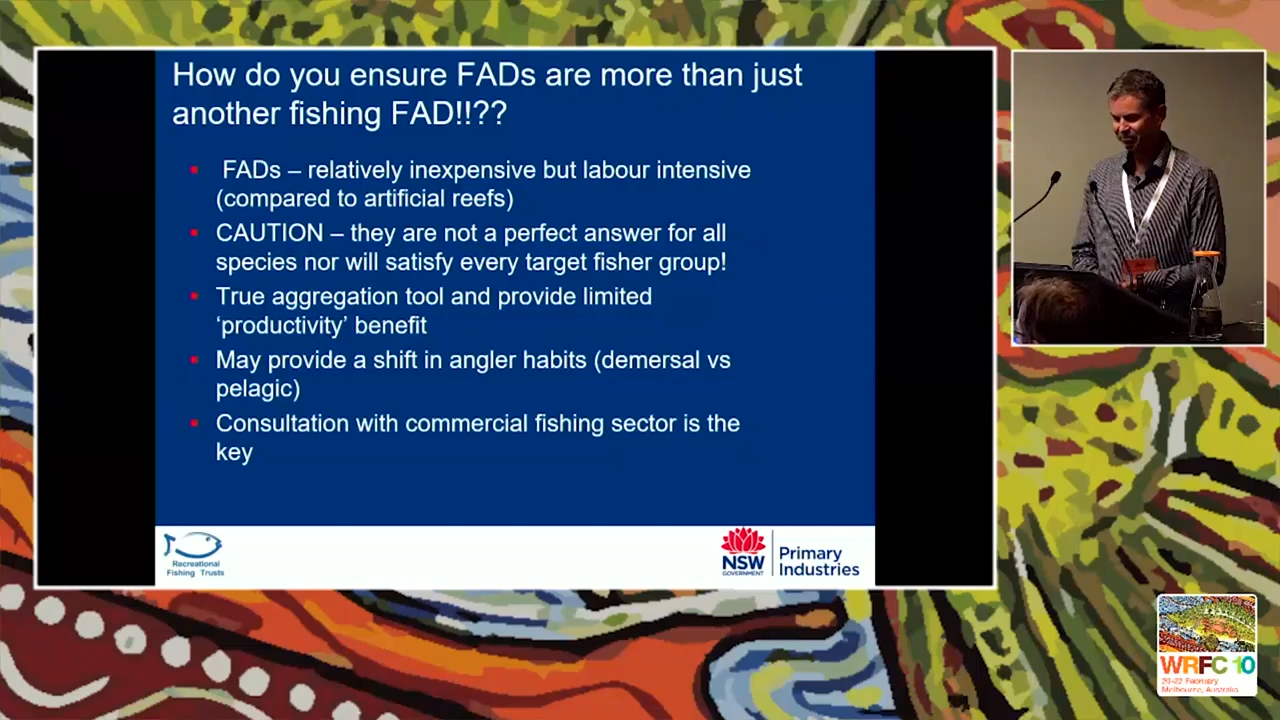 How do you ensure FADs are more than just
another fishing FAD!!??
FADs – relatively inexpensive but labour intensive
(compared to artificial reefs)
CAUTION – they are not a perfect answer for all
species nor will satisfy every target fisher group!
True aggregation tool and provide limited
‘productivity’ benefit
May provide a shift in angler habits (demersal vs
pelagic)
Consultation with commercial fishing sector is the
key
Recreational
Fishing Trusts
NSW
GOVERNMENT
Primary
Industries
WRFC 10
21-22 February
Melbourne, Australia